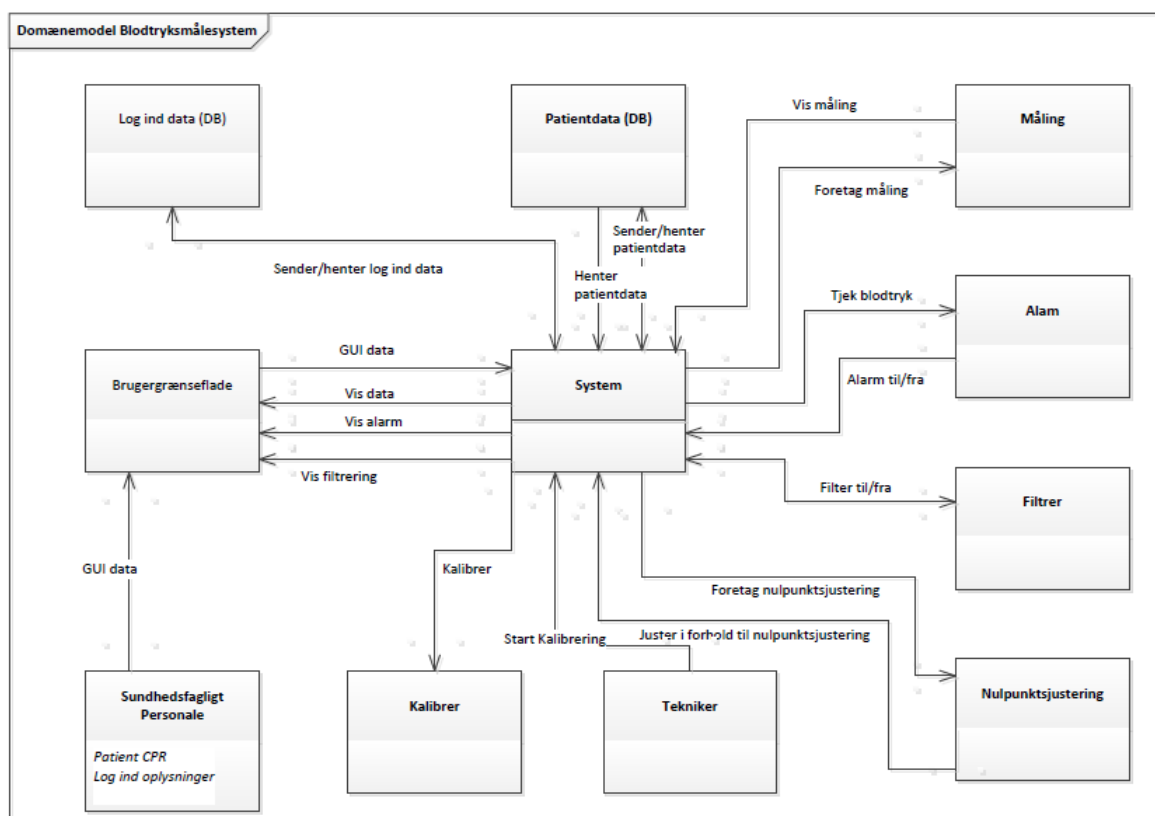 Domænemodel Blodtryksmålesystem
Log ind data (DB)
Patientdata (DB)
Måling
Vis måling
Foretag måling
Sender/henter
patientdata
Sender/henter log ind data
Henter
patientdata
Tjek blodtryk
Alam
Alarm til/fra
Brugergrænseflade
GUI data
System
Vis data
Vis alarm
Vis filtrering
Filter til/fra
Filtrer
GUI data
Kalibrer
Foretag nulpunktsjustering
Start Kalibrering
Juster i forhold til nulpunktsjustering
Sundhedsfagligt
Personale
Patient CPR
Log ind oplysninger
Kalibrer
Tekniker
Nulpunktsjustering